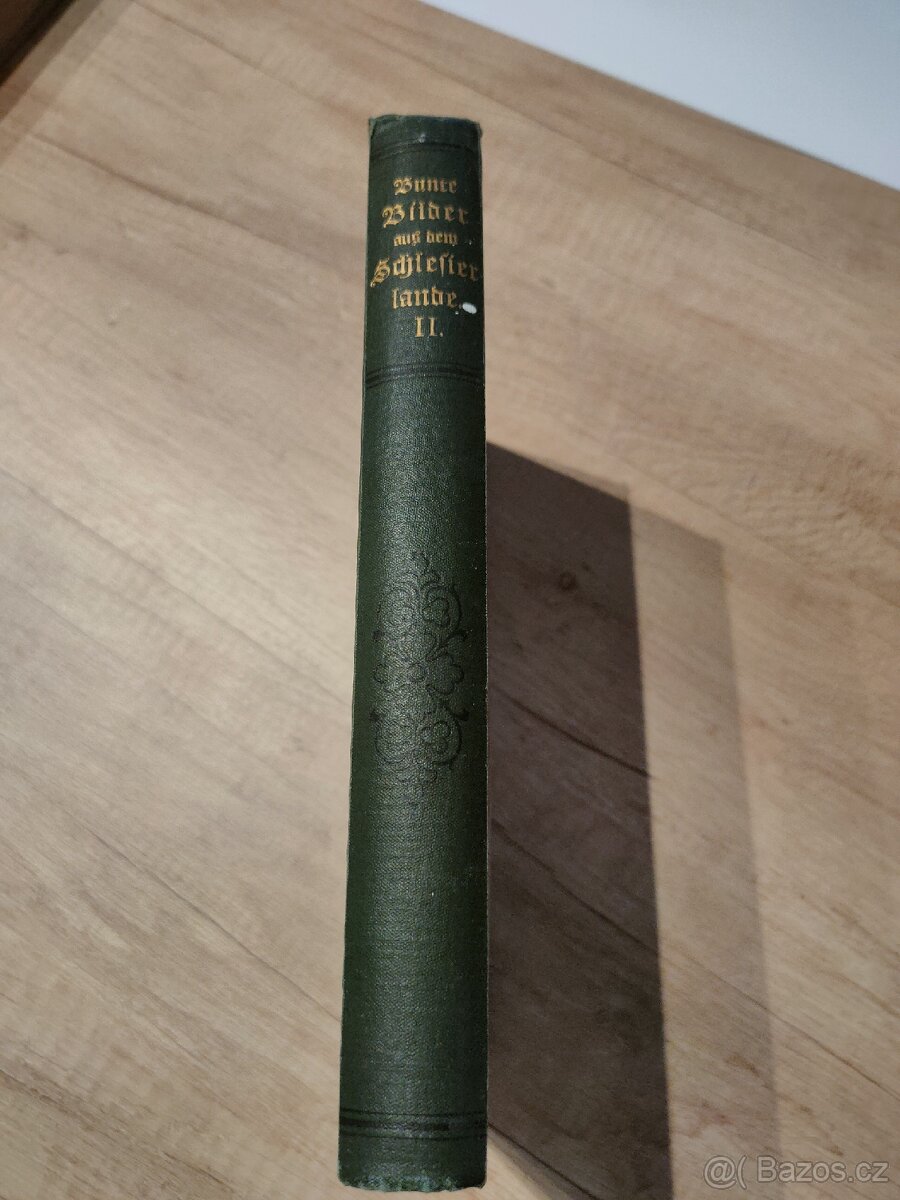 Bunte
Bilder
aus dem
Schlesier
lande.
II.
@( Bazos.cz